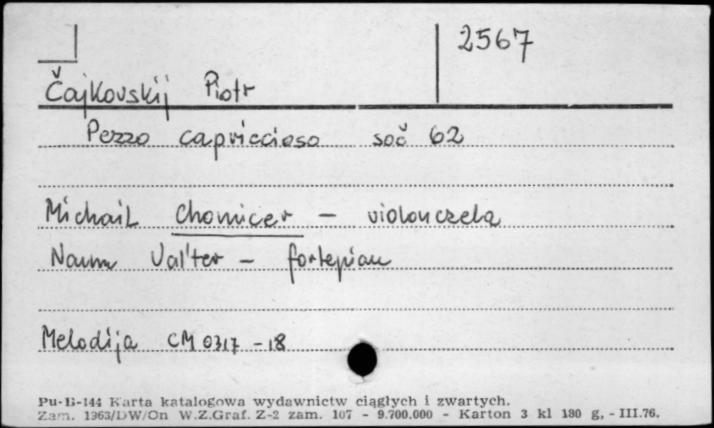 2567
Čajkovskij Piotr
Pezzo capriccioso soč 62
Michail Chomicer - violonczela
Naum Val'ter - fortepian
Melodija CM 0317-18
Pu-B-144 Karta katalogowa wydawnictw ciągłych i zwartych.
Zam. 1963/DW/On W.Z.Graf. Z-2 zam. 107 - 9.700.000 - Karton 3 kl 180 g, - III.76.